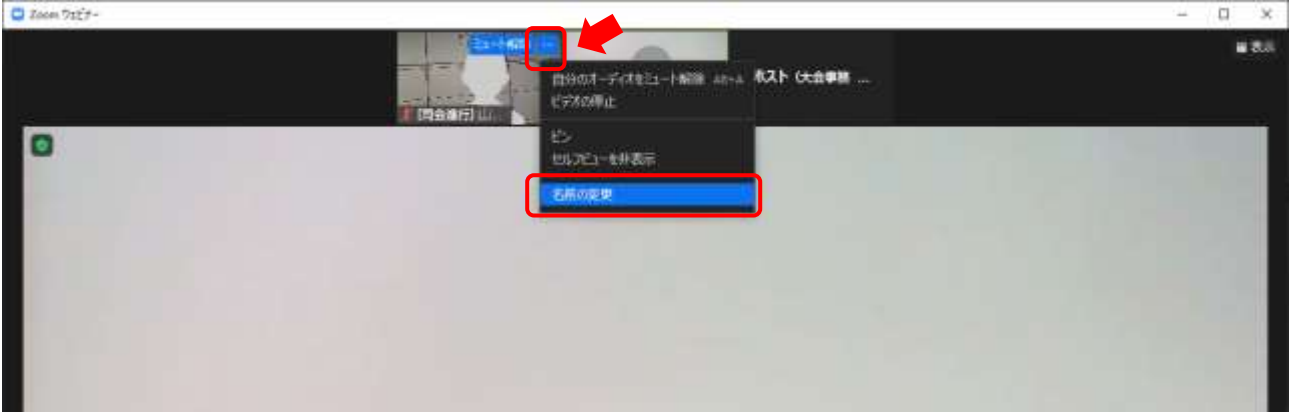 Zoom ウェビナー
表示
ミュート解除 ...
[司会進行] 山...
ホスト (大会事務 ...
自分のオーディオをミュート解除 Alt+A
ビデオの停止
ピン
セルフビューを非表示
名前の変更